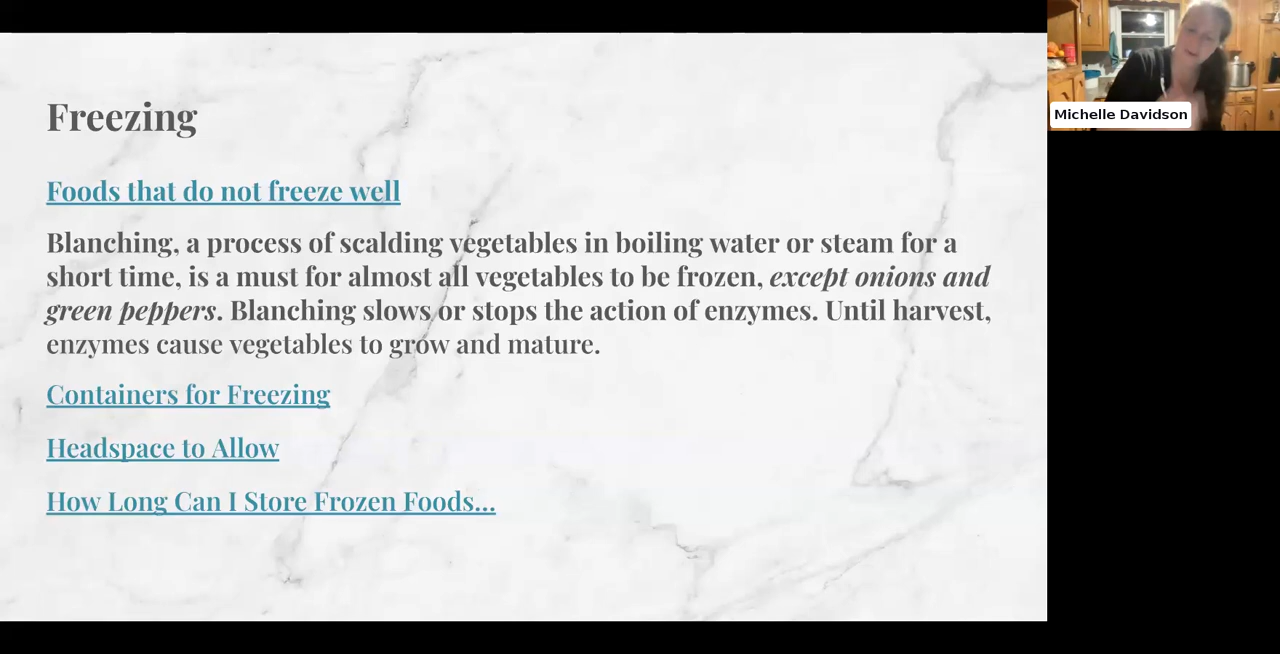 Freezing
Foods that do not freeze well
Blanching, a process of scalding vegetables in boiling water or steam for a
short time, is a must for almost all vegetables to be frozen, except onions and
green peppers. Blanching slows or stops the action of enzymes. Until harvest,
enzymes cause vegetables to grow and mature.
Containers for Freezing
Headspace to Allow
How Long Can I Store Frozen Foods...
Michelle Davidson